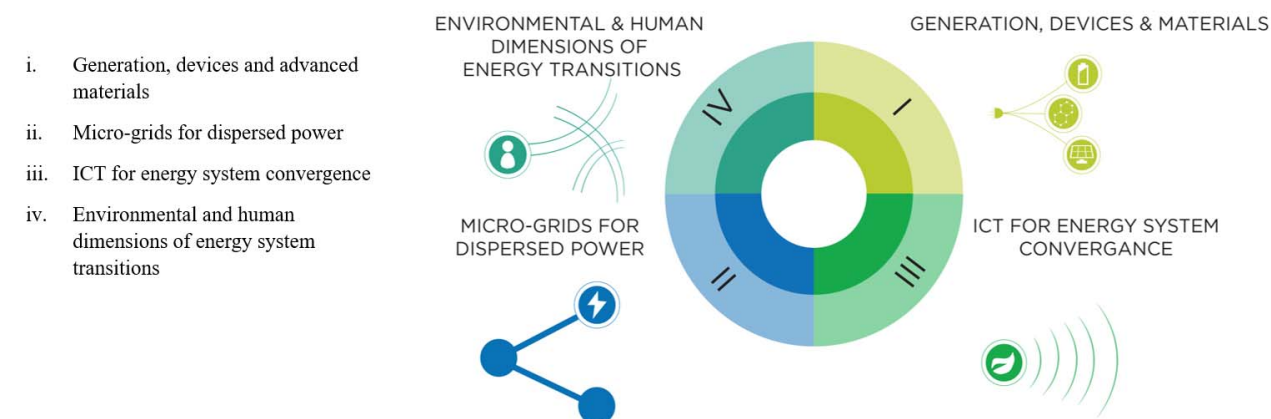 i. Generation, devices and advanced
materials
ii. Micro-grids for dispersed power
iii. ICT for energy system convergence
iv. Environmental and human
dimensions of energy system
transitions
ENVIRONMENTAL & HUMAN
DIMENSIONS OF
ENERGY TRANSITIONS
GENERATION, DEVICES & MATERIALS
IV
I
MICRO-GRIDS FOR
DISPERSED POWER
ICT FOR ENERGY SYSTEM
CONVERGANCE
II
III